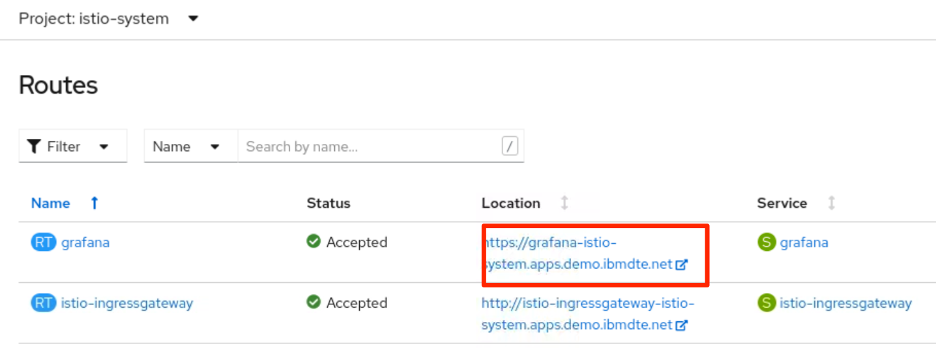 Project: istio-system
Routes
Filter Name Search by name... /
Name Status Location Service
RT grafana Accepted https://grafana-istio- S grafana
system.apps.demo.ibmdte.net
RT istio-ingressgateway Accepted http://istio-ingressgateway-istio- S istio-ingressgateway
system.apps.demo.ibmdte.net